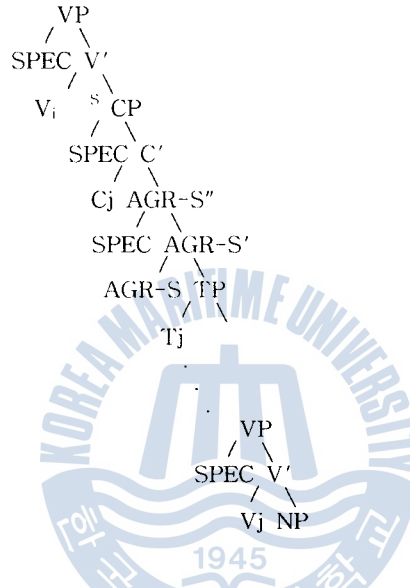 VP
SPEC V′
Vi s CP
SPEC C′
Cj AGR-S″
SPEC AGR-S′
AGR-S TP
Tj
VP
SPEC V′
Vj NP
KOREA MARITIME UNIVERSITY
1945